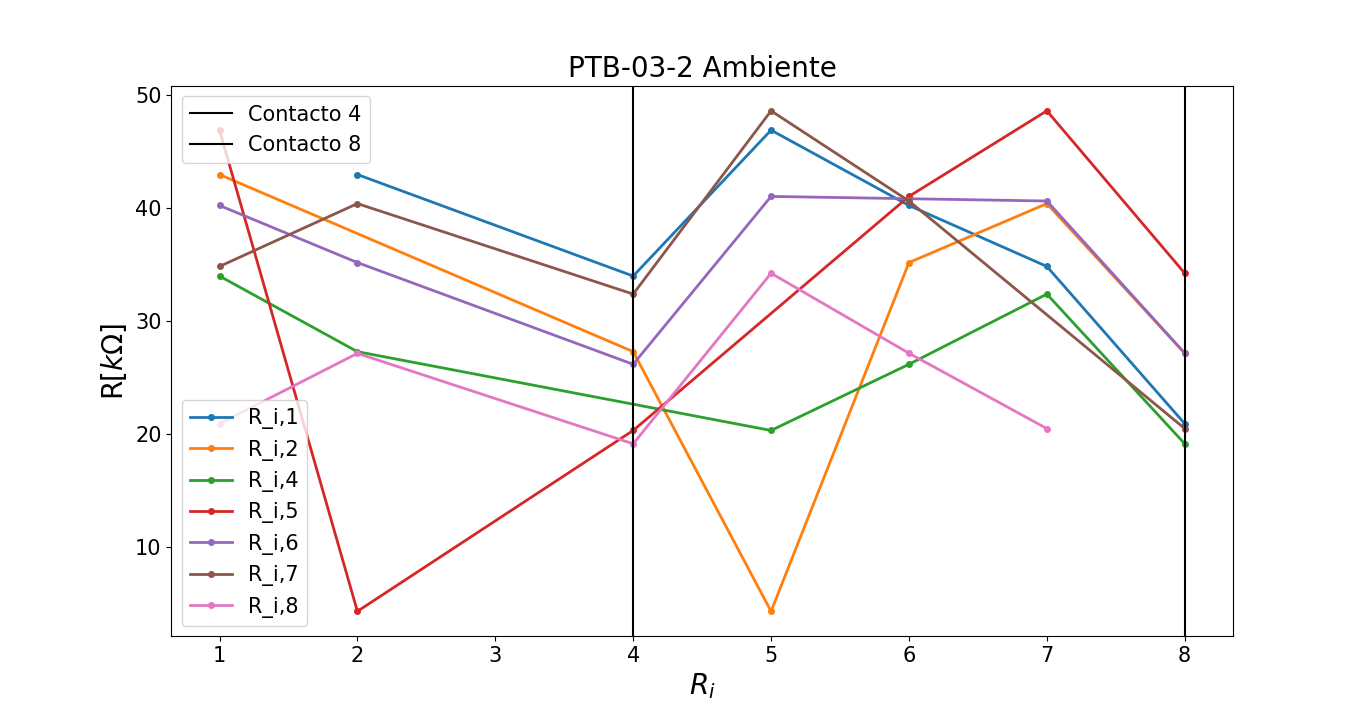 PTB-03-2 Ambiente
Contacto 4
Contacto 8
R[kΩ]
50
40
30
20
10
R_i,1
R_i,2
R_i,4
R_i,5
R_i,6
R_i,7
R_i,8
1 2 3 4 5 6 7 8
R_i